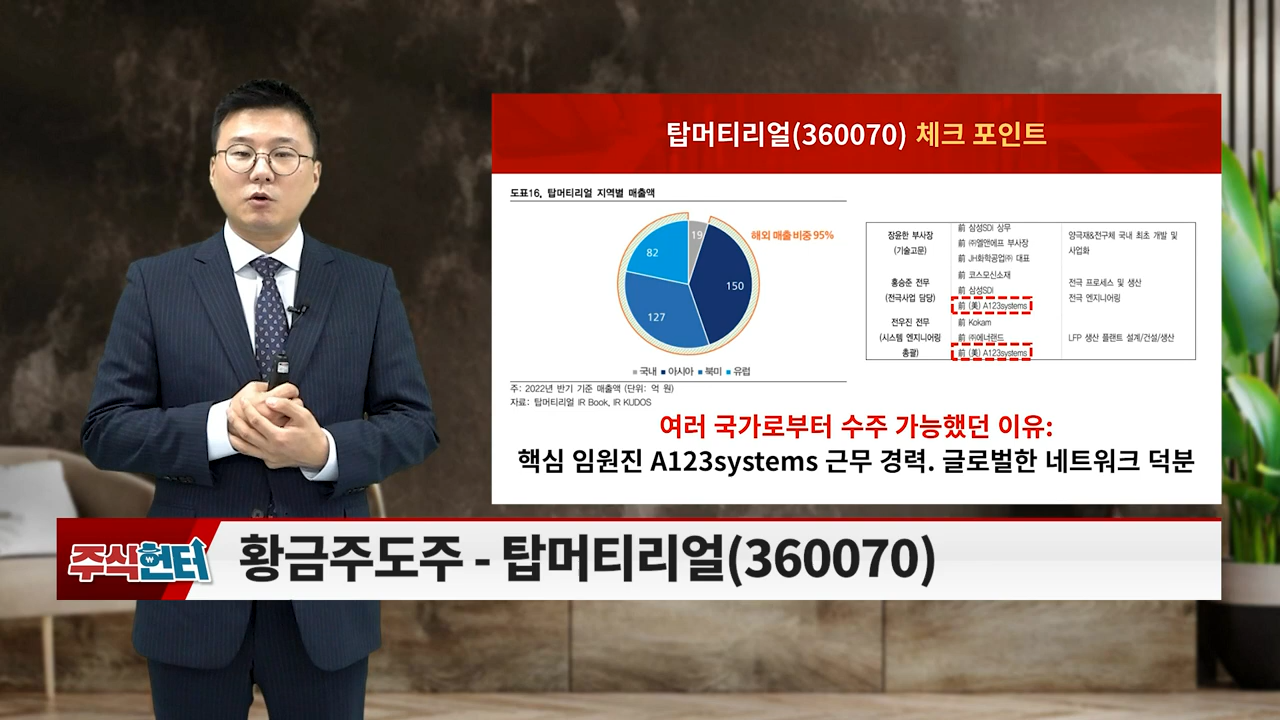 탑머티리얼(360070) 체크 포인트
도표16. 탑머티리얼 지역별 매출액
해외 매출 비중 95%
19
82
150
127
국내 아시아 북미 유럽
주: 2022년 반기 기준 매출액 (단위: 억 원)
자료: 탑머티리얼 IR Book, IR KUDOS
장윤한 부사장
(기술고문)
前 삼성SDI 상무
前 ㈜엘앤에프 부사장
前 JH화학공업㈜ 대표
양극재&전구체 국내 최초 개발 및
사업화
홍승준 전무
(전극사업 담당)
前 코스모신소재
前 삼성SDI
前 (美) A123systems
전극 프로세스 및 생산
전극 엔지니어링
전우진 전무
(시스템 엔지니어링
총괄)
前 Kokam
前 ㈜에너랜드
前 (美) A123systems
LFP 생산 플랜트 설계/건설/생산
여러 국가로부터 수주 가능했던 이유:
핵심 임원진 A123systems 근무 경력. 글로벌한 네트워크 덕분
주식헌터
황금주도주 - 탑머티리얼(360070)